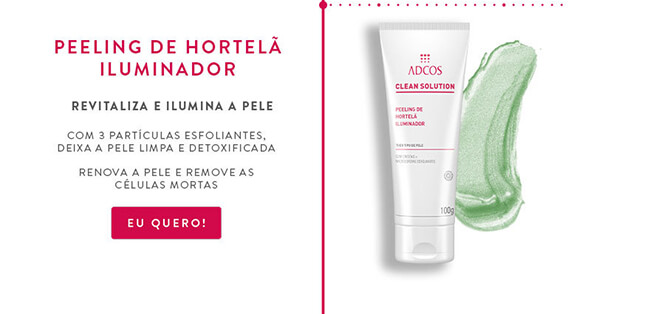 PEELING DE HORTELÃ
ILUMINADOR
REVITALIZA E ILUMINA A PELE
COM 3 PARTÍCULAS ESFOLIANTES,
DEIXA A PELE LIMPA E DETOXIFICADA
RENOVA A PELE E REMOVE AS
CÉLULAS MORTAS
EU QUERO!
ADCOS
CLEAN SOLUTION
PEELING DE
HORTELÃ
ILUMINADOR
100g